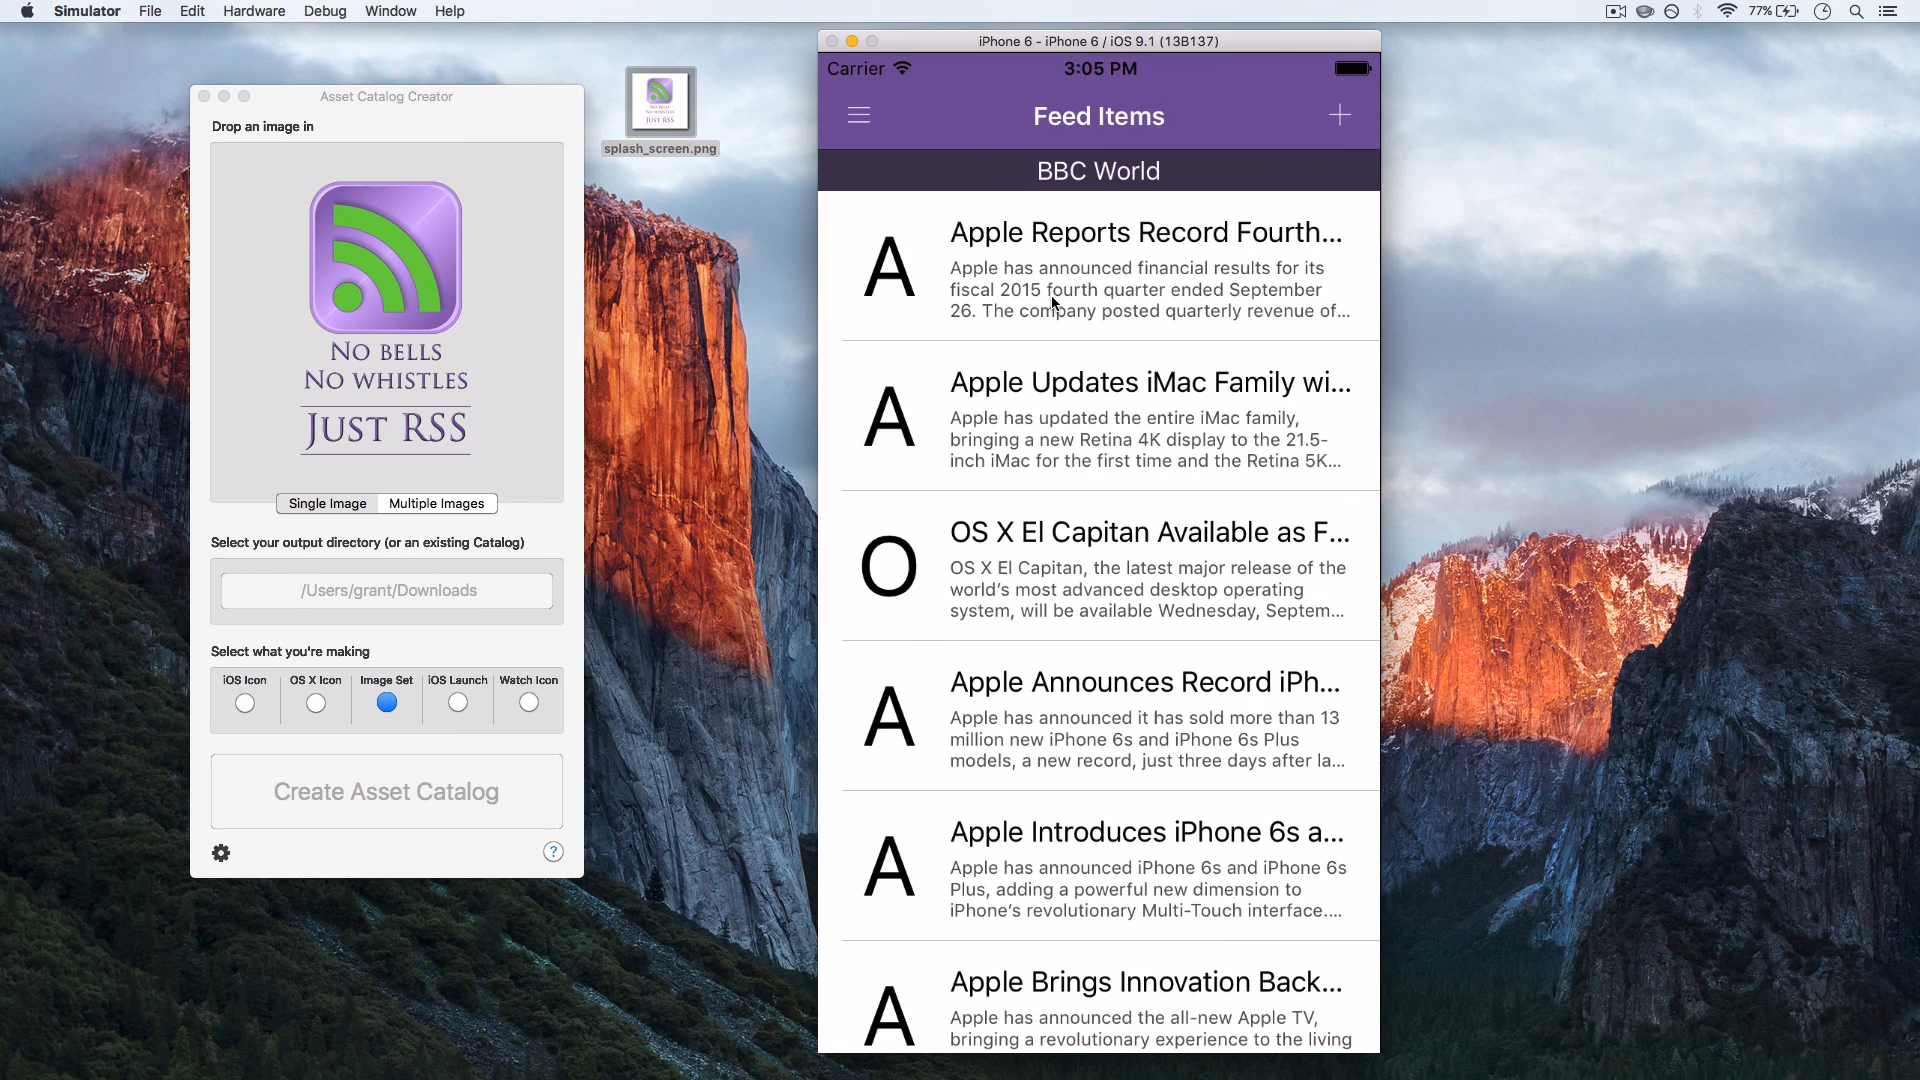 Simulator File Edit Hardware Debug Window Help
77%
Asset Catalog Creator
Drop an image in
No bells
No whistles
Just RSS
Single Image Multiple Images
Select your output directory (or an existing Catalog)
/Users/grant/Downloads
Select what you're making
iOS Icon OS X Icon Image Set iOS Launch Watch Icon
Create Asset Catalog
?
No bells
No whistles
Just RSS
splash_screen.png
iPhone 6 - iPhone 6 / iOS 9.1 (13B137)
Carrier 3:05 PM
Feed Items
BBC World
A
Apple Reports Record Fourth...
Apple has announced financial results for its
fiscal 2015 fourth quarter ended September
26. The company posted quarterly revenue of...
A
Apple Updates iMac Family wi...
Apple has updated the entire iMac family,
bringing a new Retina 4K display to the 21.5-
inch iMac for the first time and the Retina 5K...
O
OS X El Capitan Available as F...
OS X El Capitan, the latest major release of the
world's most advanced desktop operating
system, will be available Wednesday, Septem...
A
Apple Announces Record iPh...
Apple has announced it has sold more than 13
million new iPhone 6s and iPhone 6s Plus
models, a new record, just three days after la...
A
Apple Introduces iPhone 6s a...
Apple has announced iPhone 6s and iPhone 6s
Plus, adding a powerful new dimension to
iPhone's revolutionary Multi-Touch interface....
A
Apple Brings Innovation Back...
Apple has announced the all-new Apple TV,
bringing a revolutionary experience to the living